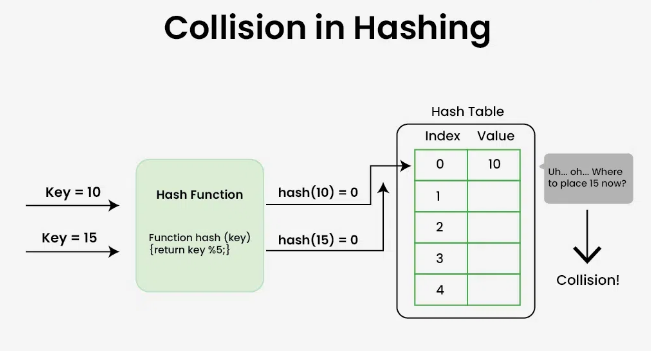 Collision in Hashing
Hash Table
Index Value
0 10
1
2
3
4
Key = 10
Key = 15
Hash Function
Function hash (key)
{return key %5;}
hash(10) = 0
hash(15) = 0
Uh... oh... Where
to place 15 now?
Collision!